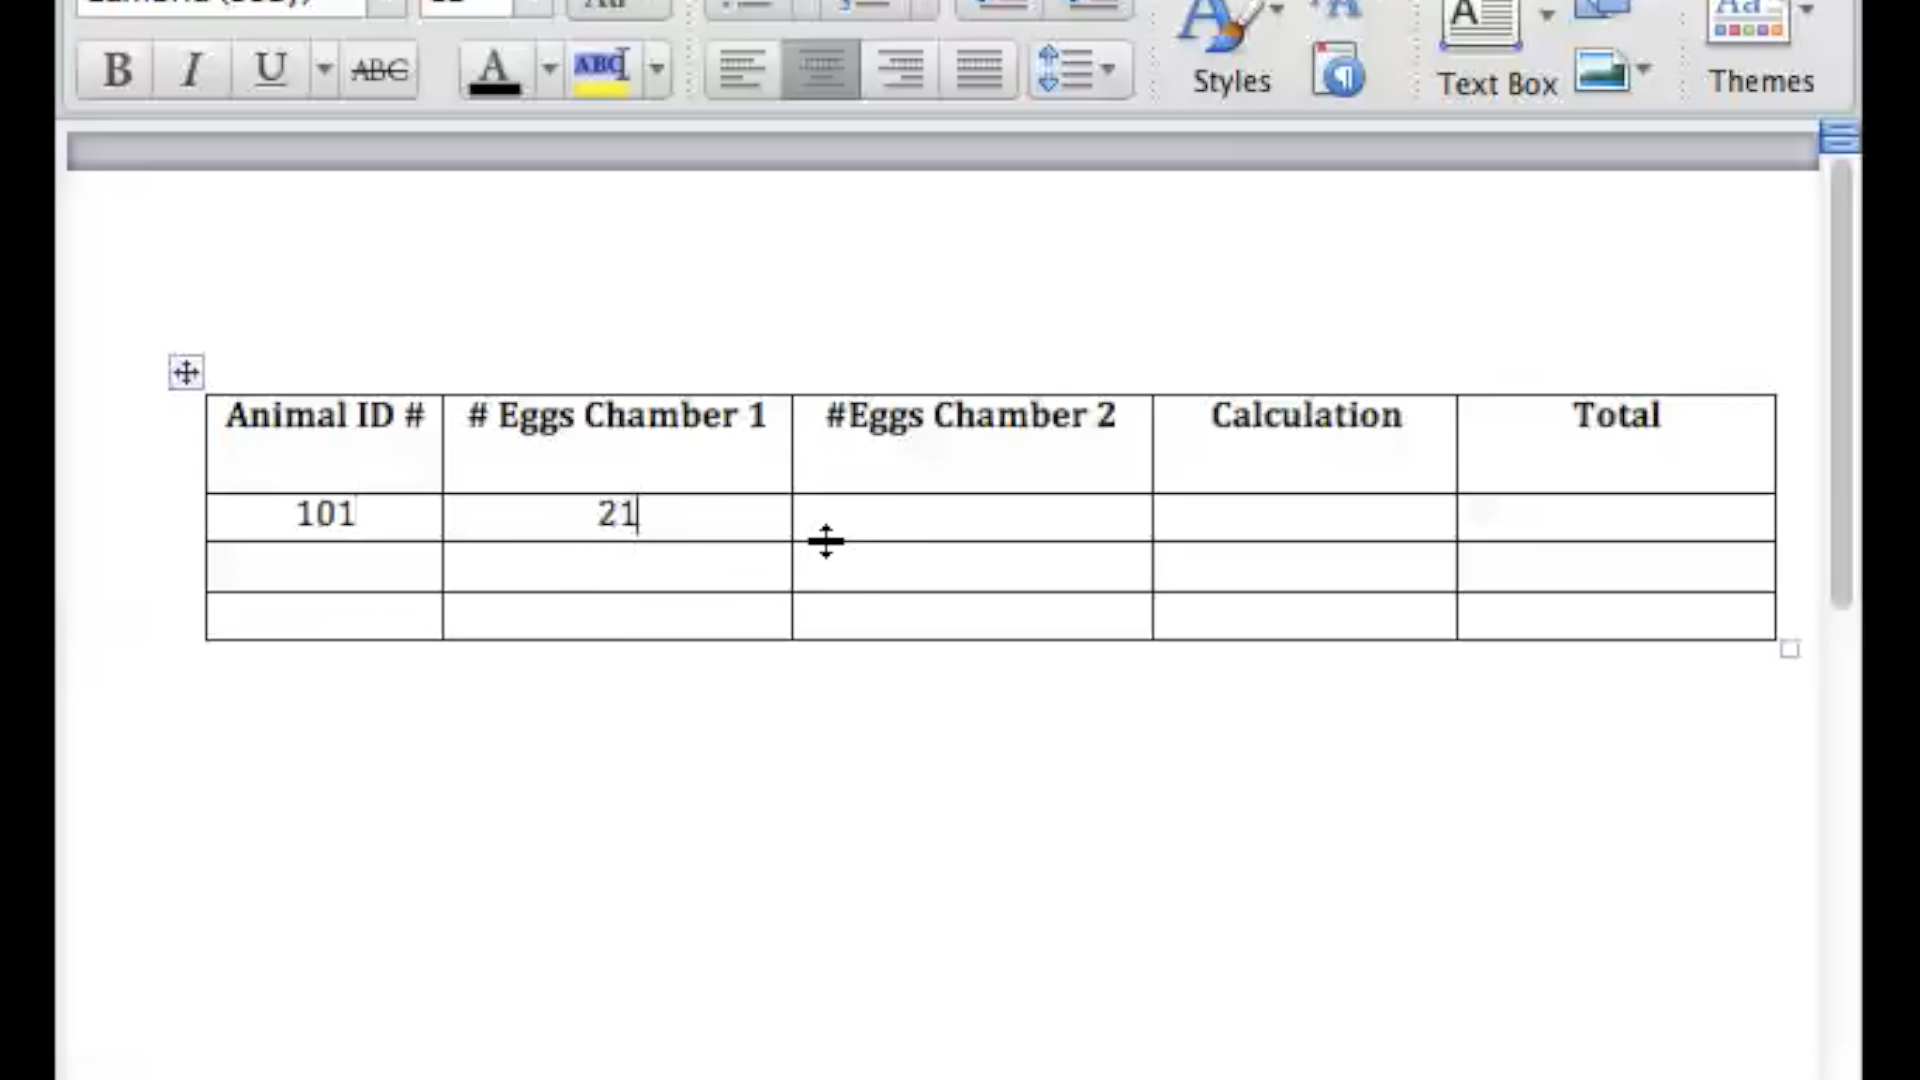 B I U ABC A ABC
Styles
Text Box
Themes
Animal ID # # Eggs Chamber 1 #Eggs Chamber 2 Calculation Total
101 21